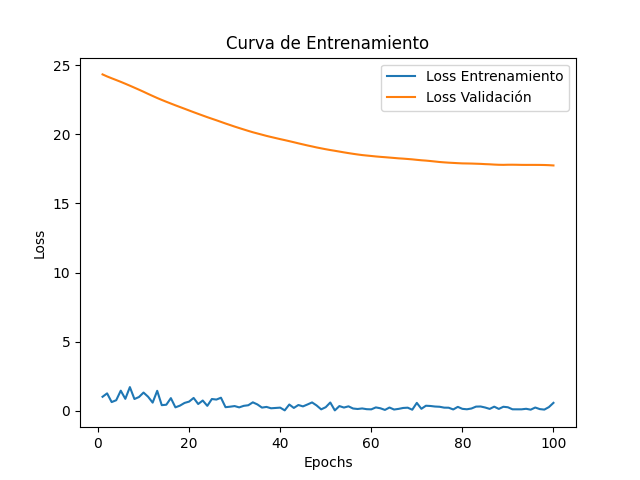 Curva de Entrenamiento
Loss Entrenamiento
Loss Validación
Loss
25
20
15
10
5
0
0 20 40 60 80 100
Epochs